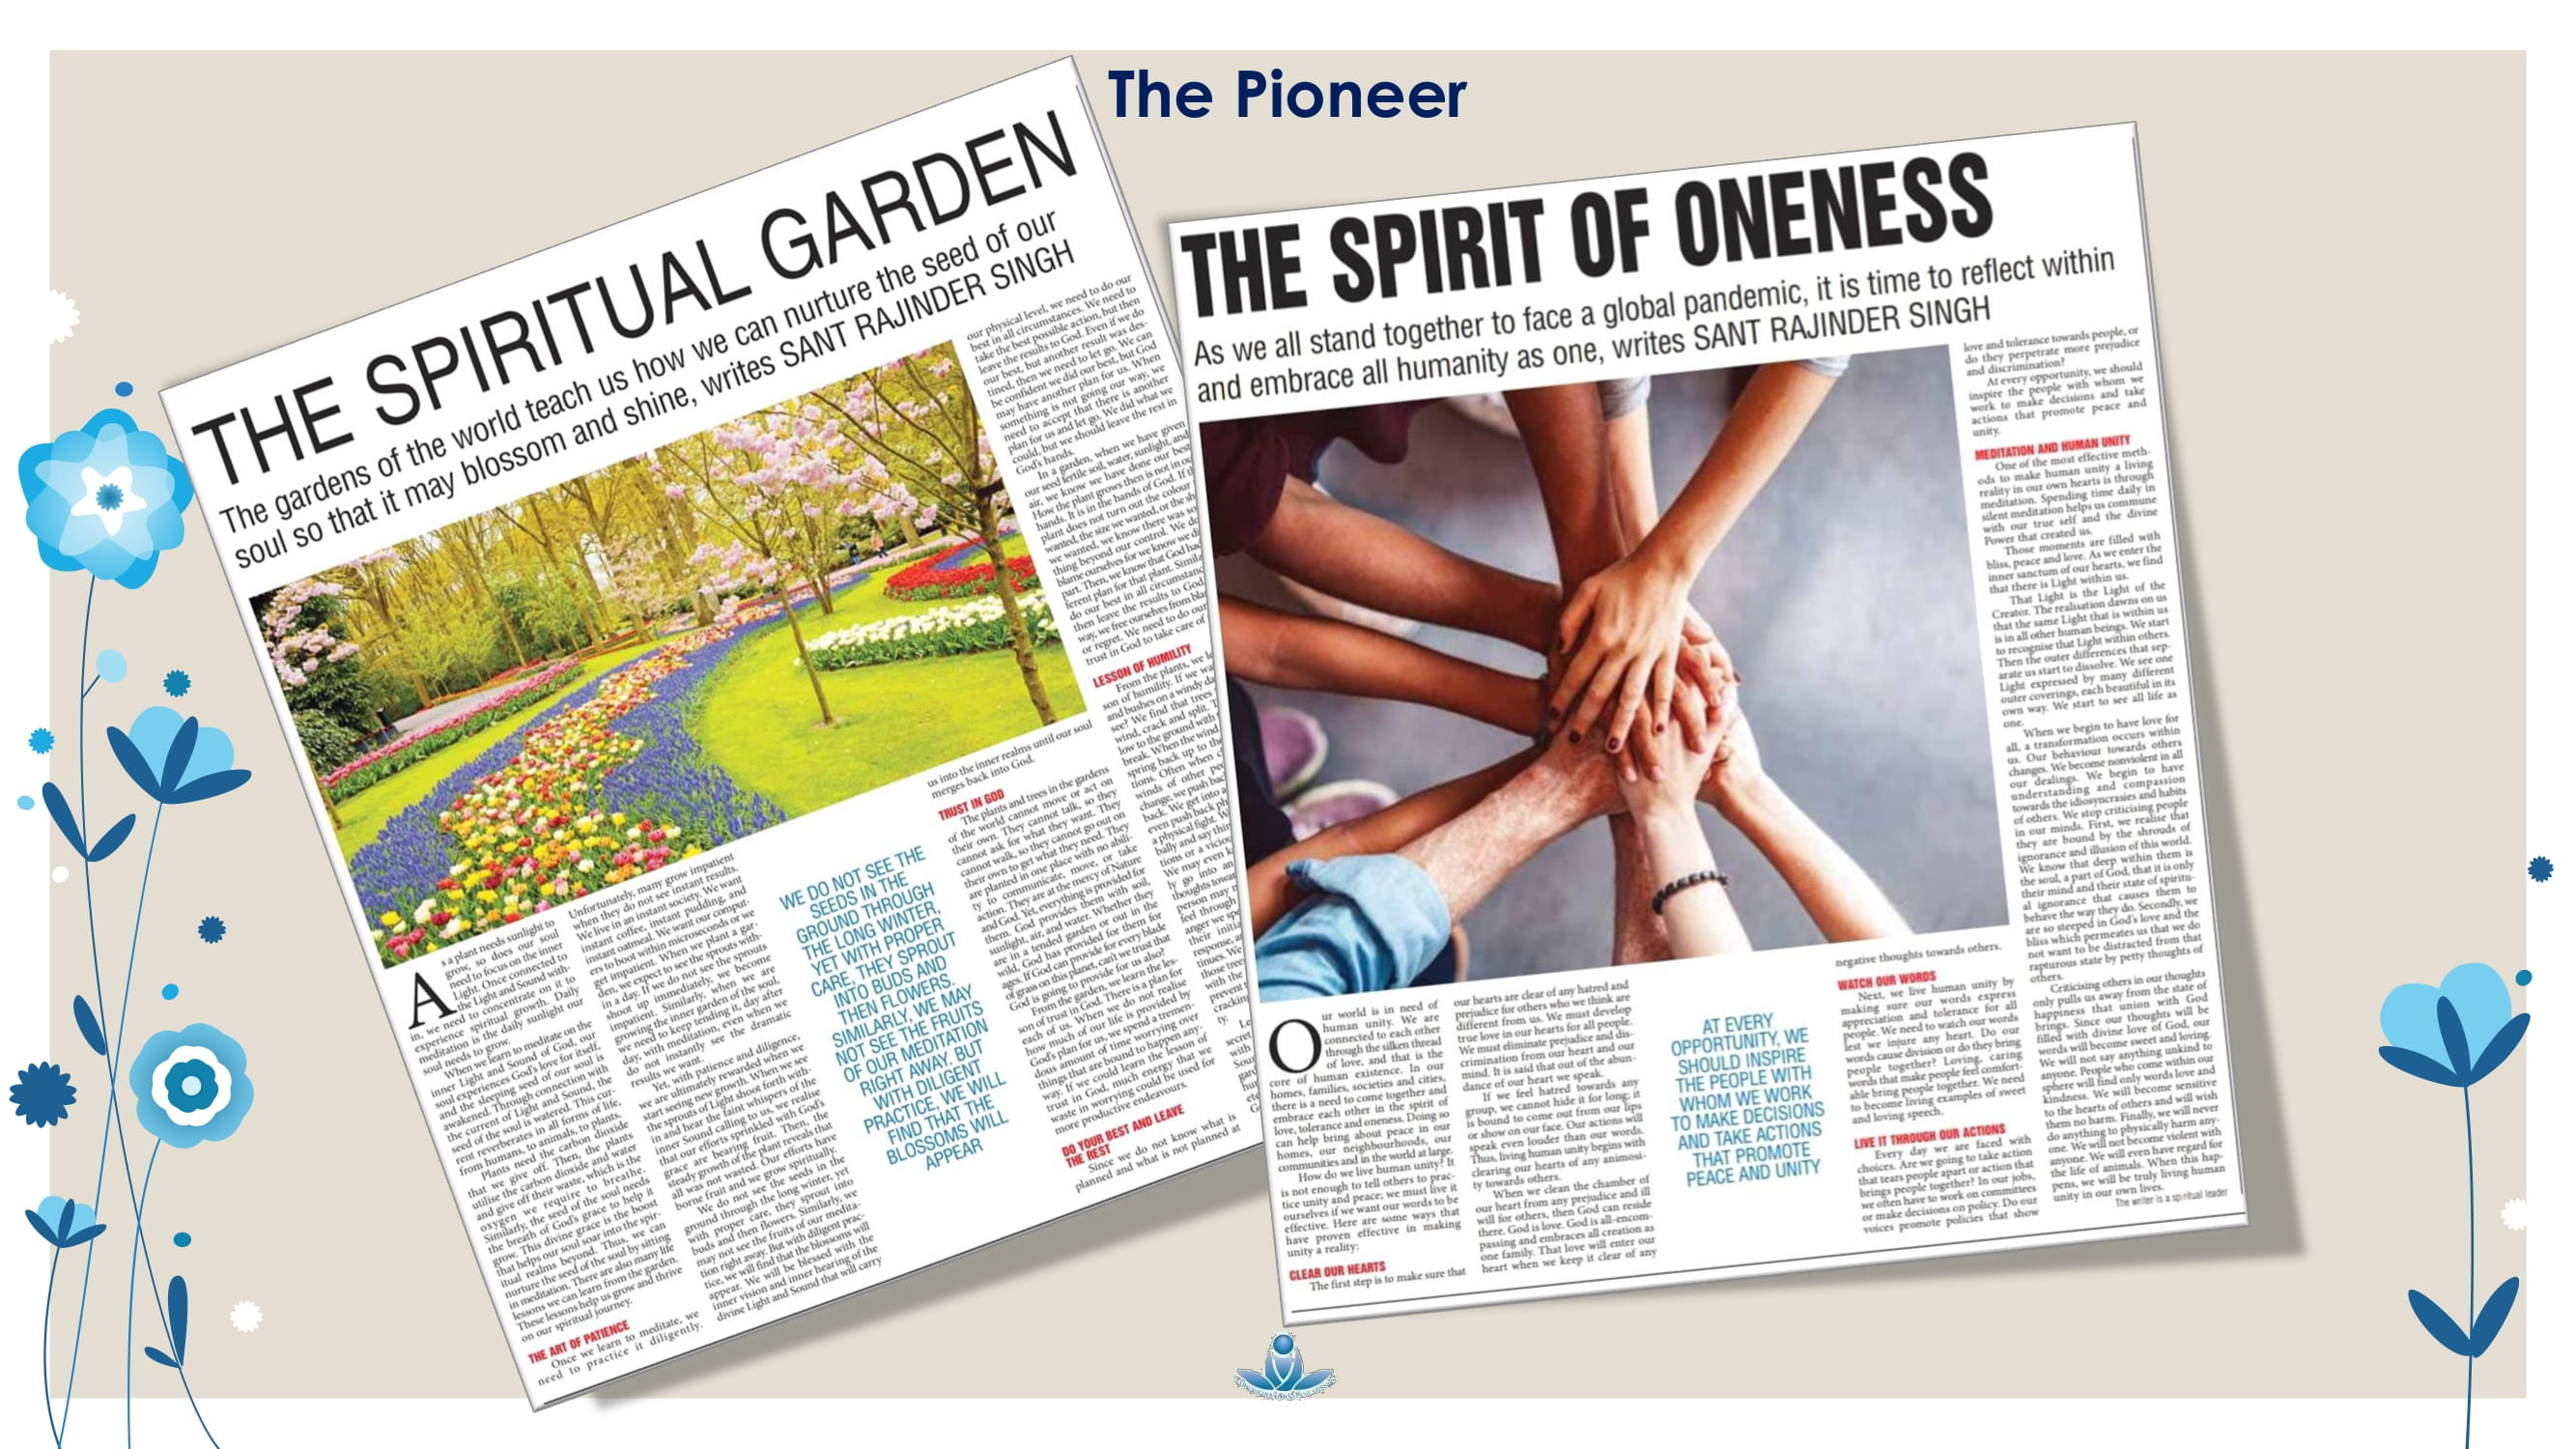 The Pioneer
THE SPIRITUAL GARDEN
The gardens of the world teach us how we can nurture the seed of our
soul so that it may blossom and shine, writes SANT RAJINDER SINGH
As a plant needs sunlight to
grow, so does our soul
need to focus on the inner
Light. Once connected to
the Light and Sound with-
in, we need to concentrate on it to
experience spiritual growth. Daily
meditation is the daily sunlight our
soul needs to grow.
When we learn to meditate on the
inner Light and Sound of God, our
soul experiences God's love for itself,
and the sleeping seed of our soul is
awakened. Through connection with
the current of Light and Sound, the
seed of the soul is watered. This cur-
rent reverberates in all forms of life,
from humans, to animals, to plants.
Plants need the carbon dioxide
that we give off. Then, the plants
utilise the carbon dioxide and water
and give off their waste, which is the
oxygen we require to breathe.
Similarly, the seed of the soul needs
the breath of God's grace to help it
grow. This divine grace is the boost
that helps our soul soar into the spir-
itual realms beyond. Thus, we can
nurture the seed of the soul by sitting
in meditation. There are also many life
lessons we can learn from the garden.
These lessons help us grow and thrive
on our spiritual journey.
THE ART OF PATIENCE
Once we learn to meditate, we
need to practice it diligently.
Unfortunately, many grow impatient
when they do not see instant results.
We live in an instant society. We want
instant coffee, instant pudding, and
instant oatmeal. We want our comput-
ers to boot within microseconds or we
get impatient. When we plant a gar-
den, we expect to see the sprouts with-
in a day. If we do not see the sprouts
shoot up immediately, we become
impatient. Similarly, when we are
growing the inner garden of the soul,
we need to keep tending it, day after
day, with meditation, even when we
do not instantly see the dramatic
results we want.
Yet, with patience and diligence,
we are ultimately rewarded when we
start seeing new growth. When we see
the sprouts of Light shoot forth with-
in and hear the faint whispers of the
inner Sound calling to us, we realise
that our efforts sprinkled with God's
grace are bearing fruit. Then, the
steady growth of the plant reveals that
all was not wasted. Our efforts have
borne fruit and we grow spiritually.
We do not see the seeds in the
ground through the long winter, yet
with proper care, they sprout into
buds and then flowers. Similarly, we
may not see the fruits of our medita-
tion right away. But with diligent prac-
tice, we will find that the blossoms will
appear. We will be blessed with the
inner vision and inner hearing of the
divine Light and Sound that will carry
WE DO NOT SEE THE
SEEDS IN THE
GROUND THROUGH
THE LONG WINTER,
YET WITH PROPER
CARE, THEY SPROUT
INTO BUDS AND
THEN FLOWERS.
SIMILARLY, WE MAY
NOT SEE THE FRUITS
OF OUR MEDITATION
RIGHT AWAY. BUT
WITH DILIGENT
PRACTICE, WE WILL
FIND THAT THE
BLOSSOMS WILL
APPEAR
us into the inner realms until our soul
merges back into God.
TRUST IN GOD
The plants and trees in the gardens
of the world cannot move or act on
their own. They cannot talk, so they
cannot ask for what they want. They
cannot walk, so they cannot go out on
their own to get what they need. They
are planted in one place with no abili-
ty to communicate, move, or take
action. They are at the mercy of Nature
and God. Yet, everything is provided for
them. God provides them with soil,
sunlight, air, and water. Whether they
are in a tended garden or out in the
wild, God has provided for them for
ages. If God can provide for every blade
of grass on this planet, can't we trust that
God is going to provide for us also?
From the garden, we learn the les-
son of trust in God. There is a plan for
each of us. When we do not realise
how much of our life is provided by
God's plan for us, we spend a tremen-
dous amount of time worrying over
things that are bound to happen any-
way. If we could learn the lesson of
trust in God, much energy that we
waste in worrying could be used for
more productive endeavours.
DO YOUR BEST AND LEAVE
THE REST
Since we do not know what is
planned and what is not planned at
our physical level, we need to do our
best in all circumstances. We need to
take the best possible action, but then
leave the results to God. Even if we do
our best, but another result was des-
tined, then we need to let go. We can
be confident we did our best, but God
may have another plan for us. When
something is not going our way, we
need to accept that there is another
plan for us and let go. We did what we
could, but we should leave the rest in
God's hands.
In a garden, when we have given
our seed fertile soil, water, sunlight, and
air, we know we have done our best
How the plant grows then is not in ou
hands. It is in the hands of God. If t
plant does not turn out the colour
wanted, the size we wanted, or the sh
we wanted, we know there was so
thing beyond our control. We do
blame ourselves for we know we di
part. Then, we know that God had
ferent plan for that plant. Simila
do our best in all circumstanc
then leave the results to God
way, we free ourselves from bla
or regret. We need to do our
trust in God to take care of
LESSON OF HUMILITY
From the plants, we le
son of humility. If we wa
and bushes on a windy da
see? We find that trees
wind, crack and split. T
low to the ground with
break. When the wind
spring back up to the
tions. Often when
winds of other peo
change, we push bac
back. We get into a
even push back ph
a physical fight. W
bally and say thin
tions or a viciou
We may even
ly go into an
thoughts towar
person may
feel through
anger we spe
their initia
response, a
tinues. We
those tree
with the
prevent
cracking
ty.
THE SPIRIT OF ONENESS
As we all stand together to face a global pandemic, it is time to reflect within
and embrace all humanity as one, writes SANT RAJINDER SINGH
Our world is in need of
human unity. We are
connected to each other
through the silken thread
of love, and that is the
core of human existence. In our
homes, families, societies and cities,
there is a need to come together and
embrace each other in the spirit of
love, tolerance and oneness. Doing so
can help bring about peace in our
homes, our neighbourhoods, our
communities and in the world at large.
How do we live human unity? It
is not enough to tell others to prac-
tice unity and peace; we must live it
ourselves if we want our words to be
effective. Here are some ways that
have proven effective in making
unity a reality:
CLEAR OUR HEARTS
The first step is to make sure that
our hearts are clear of any hatred and
prejudice for others who we think are
different from us. We must develop
true love in our hearts for all people.
We must eliminate prejudice and dis-
crimination from our heart and our
mind. It is said that out of the abun-
dance of our heart we speak.
If we feel hatred towards any
group, we cannot hide it for long; it
is bound to come out from our lips
or show on our face. Our actions will
speak even louder than our words.
Thus, living human unity begins with
clearing our hearts of any animosi-
ty towards others.
When we clean the chamber of
our heart from any prejudice and ill
will for others, then God can reside
there. God is love. God is all-encom-
passing and embraces all creation as
one family. That love will enter our
heart when we keep it clear of any
AT EVERY
OPPORTUNITY, WE
SHOULD INSPIRE
THE PEOPLE WITH
WHOM WE WORK
TO MAKE DECISIONS
AND TAKE ACTIONS
THAT PROMOTE
PEACE AND UNITY
negative thoughts towards others.
WATCH OUR WORDS
Next, we live human unity by
making sure our words express
appreciation and tolerance for all
people. We need to watch our words
lest we injure any heart. Do our
words cause division or do they bring
people together? Loving, caring
words that make people feel comfort-
able bring people together. We need
to become living examples of sweet
and loving speech.
LIVE IT THROUGH OUR ACTIONS
Every day we are faced with
choices. Are we going to take action
that tears people apart or action that
brings people together? In our jobs,
we often have to work on committees
or make decisions on policy. Do our
voices promote policies that show
love and tolerance towards people, or
do they perpetrate more prejudice
and discrimination?
At every opportunity, we should
inspire the people with whom we
work to make decisions and take
actions that promote peace and
unity.
MEDITATION AND HUMAN UNITY
One of the most effective meth-
ods to make human unity a living
reality in our own hearts is through
meditation. Spending time daily in
silent meditation helps us commune
with our true self and the divine
Power that created us.
Those moments are filled with
bliss, peace and love. As we enter the
inner sanctum of our hearts, we find
that there is Light within us.
That Light is the Light of the
Creator. The realisation dawns on us
that the same Light that is within us
is in all other human beings. We start
to recognise that Light within others.
Then the outer differences that sep-
arate us start to dissolve. We see one
Light expressed by many different
outer coverings, each beautiful in its
own way. We start to see all life as
one.
When we begin to have love for
all, a transformation occurs within
us. Our behaviour towards others
changes. We become nonviolent in all
our dealings. We begin to have
understanding and compassion
towards the idiosyncrasies and habits
of others. We stop criticising people
in our minds. First, we realise that
they are bound by the shrouds of
ignorance and illusion of this world.
We know that deep within them is
the soul, a part of God, that it is only
their mind and their state of spiritu-
al ignorance that causes them to
behave the way they do. Secondly, we
are so steeped in God's love and the
bliss which permeates us that we do
not want to be distracted from that
rapturous state by petty thoughts of
others.
Criticising others in our thoughts
only pulls us away from the state of
happiness that union with God
brings. Since our thoughts will be
filled with divine love of God, our
words will become sweet and loving.
We will not say anything unkind to
anyone. People who come within our
sphere will find only words love and
kindness. We will become sensitive
to the hearts of others and will wish
them no harm. Finally, we will never
do anything to physically harm any-
one. We will not become violent with
anyone. We will even have regard for
the life of animals. When this hap-
pens, we will be truly living human
unity in our own lives.
The writer is a spiritual leader